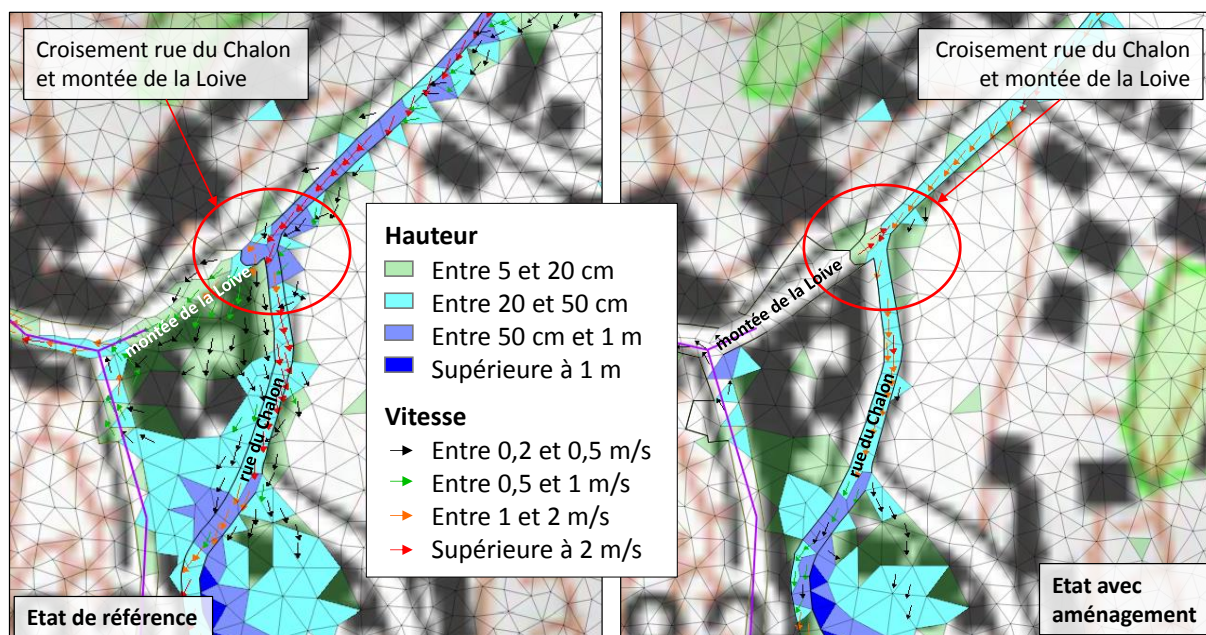 Croisement rue du Chalon
et montée de la Loive
Croisement rue du Chalon
et montée de la Loive
montée de la Loive
rue du Chalon
Hauteur
Entre 5 et 20 cm
Entre 20 et 50 cm
Entre 50 cm et 1 m
Supérieure à 1 m
Vitesse
Entre 0,2 et 0,5 m/s
Entre 0,5 et 1 m/s
Entre 1 et 2 m/s
Supérieure à 2 m/s
montée de la Loive
rue du Chalon
Etat de référence
Etat avec
aménagement